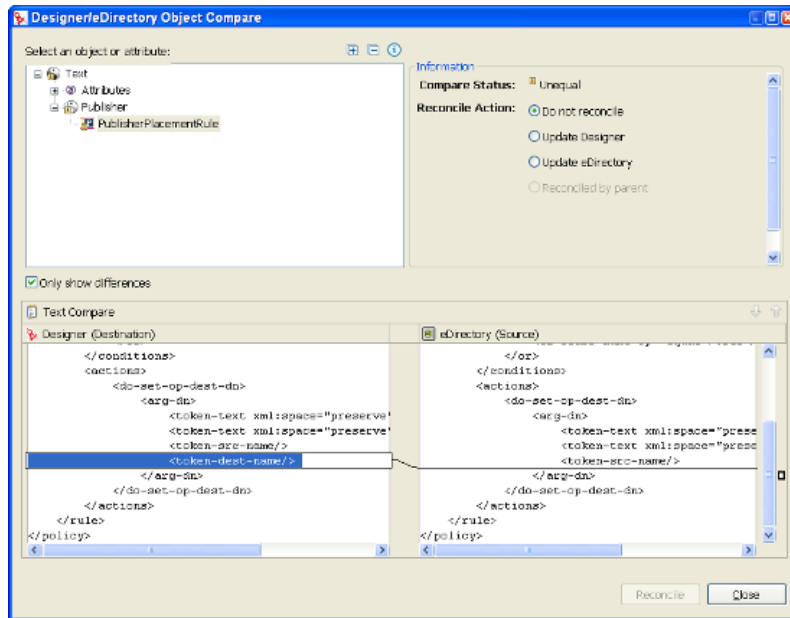 Designer/eDirectory Object Compare
Select an object or attribute:
Text
Attributes
Publisher
PublisherPlacementRule
Information
Compare Status: Unequal
Reconcile Action: Do not reconcile
Update Designer
Update eDirectory
Reconciled by parent
Only show differences
Text Compare
Designer (Destination)
</conditions>
<actions>
<do-set-op-dest-dn>
<arg-dn>
<token-text xml:space="preserve"
<token-text xml:space="preserve"
<token-src-name/>
<token-dest-name/>
</arg-dn>
</do-set-op-dest-dn>
</actions>
</rule>
</policy>
eDirectory (Source)
</or>
</conditions>
<actions>
<do-set-op-dest-dn>
<arg-dn>
<token-text xml:space="prese
<token-text xml:space="prese
<token-src-name/>
</arg-dn>
</do-set-op-dest-dn>
</actions>
</rule>
</policy>
Reconcile
Close